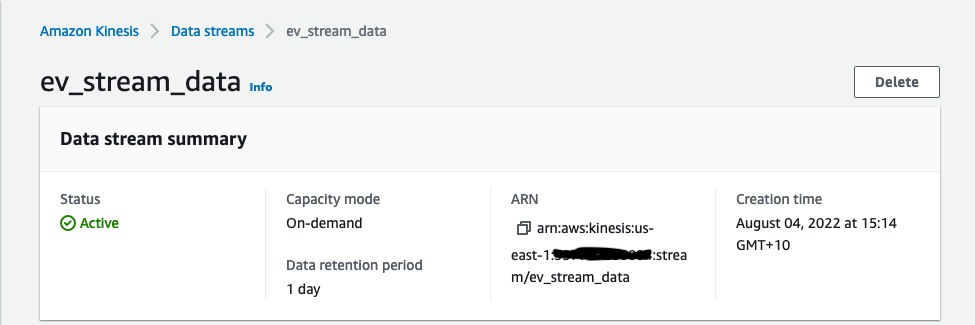 Amazon Kinesis > Data streams > ev_stream_data
ev_stream_data Info
Delete
Data stream summary
Status
Active
Capacity mode
On-demand
Data retention period
1 day
ARN
arn:aws:kinesis:us-
east-1: :strea
m/ev_stream_data
Creation time
August 04, 2022 at 15:14
GMT+10